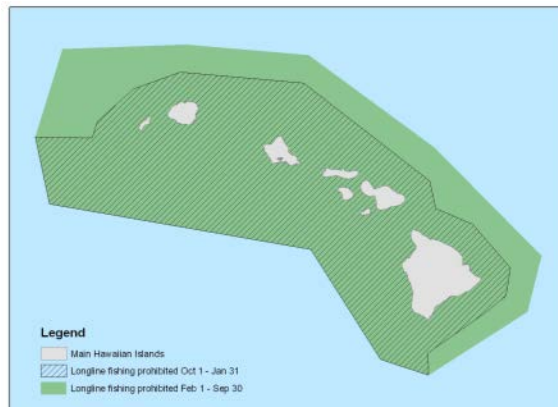 Legend
Main Hawaiian Islands
Longline fishing prohibited Oct 1 - Jan 31
Longline fishing prohibited Feb 1 - Sep 30